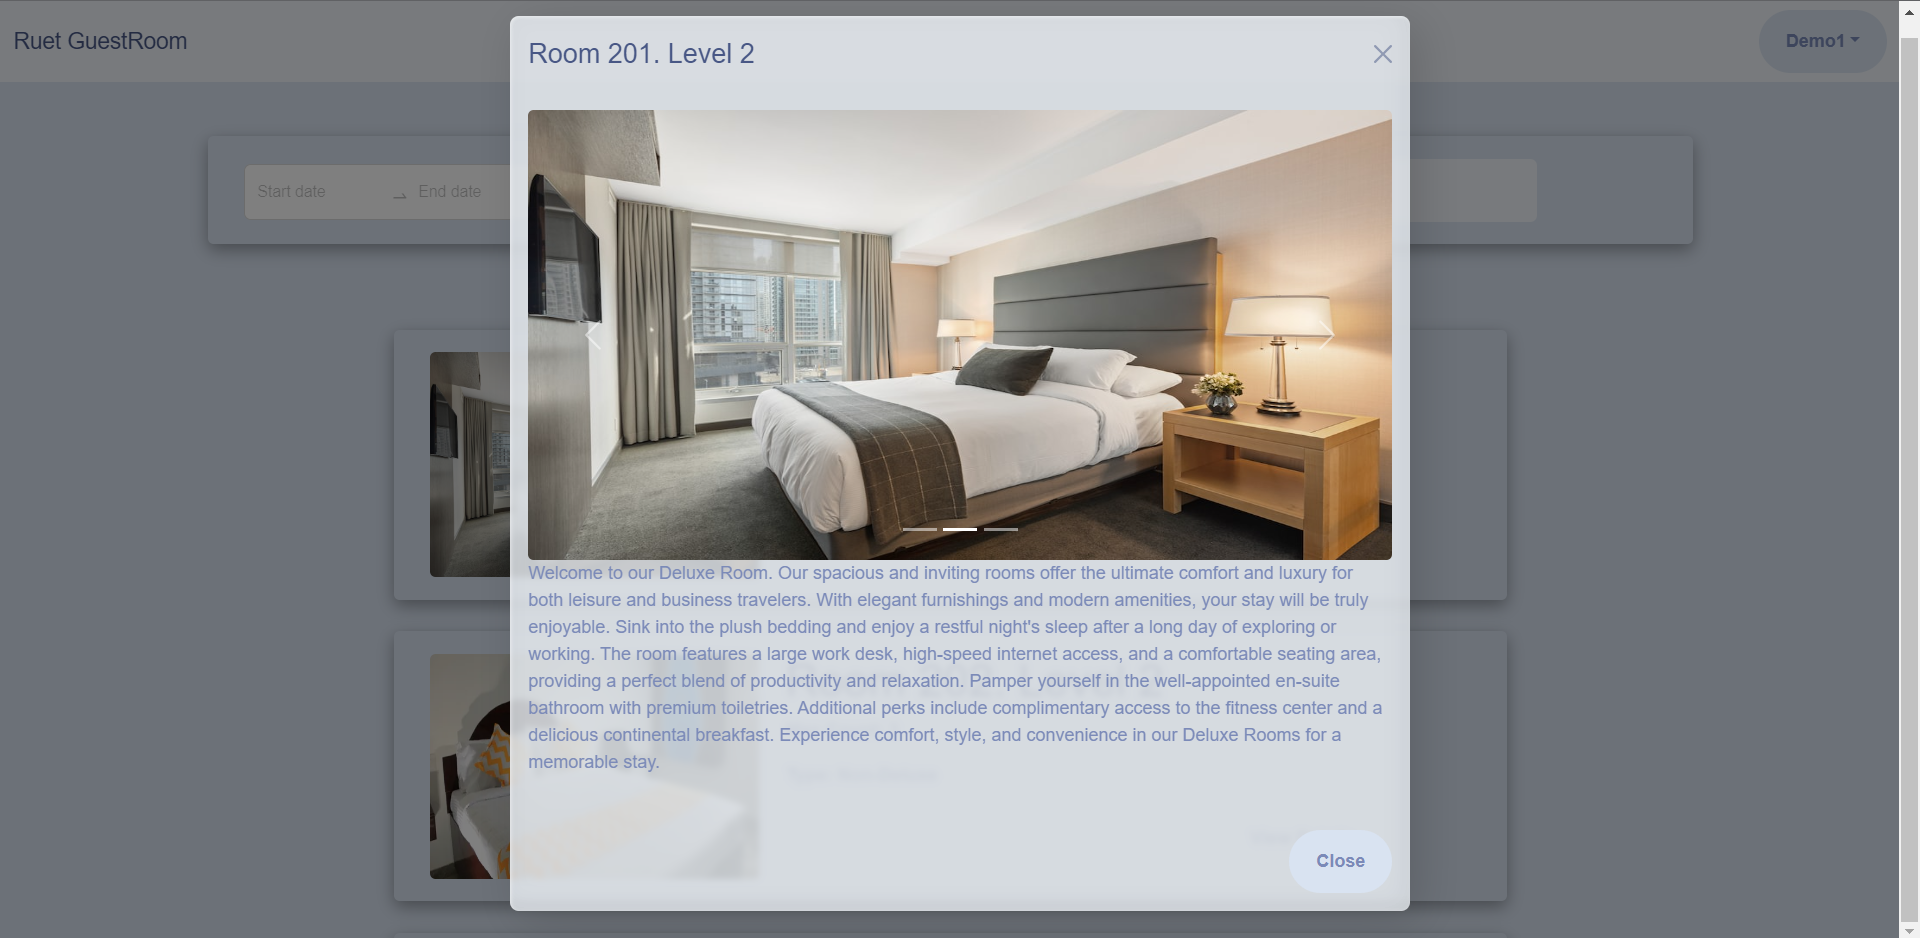 Ruet GuestRoom
Demo1
Start date
End date
Room 201. Level 2
Welcome to our Deluxe Room. Our spacious and inviting rooms offer the ultimate comfort and luxury for
both leisure and business travelers. With elegant furnishings and modern amenities, your stay will be truly
enjoyable. Sink into the plush bedding and enjoy a restful night's sleep after a long day of exploring or
working. The room features a large work desk, high-speed internet access, and a comfortable seating area,
providing a perfect blend of productivity and relaxation. Pamper yourself in the well-appointed en-suite
bathroom with premium toiletries. Additional perks include complimentary access to the fitness center and a
delicious continental breakfast. Experience comfort, style, and convenience in our Deluxe Rooms for a
memorable stay.
Close